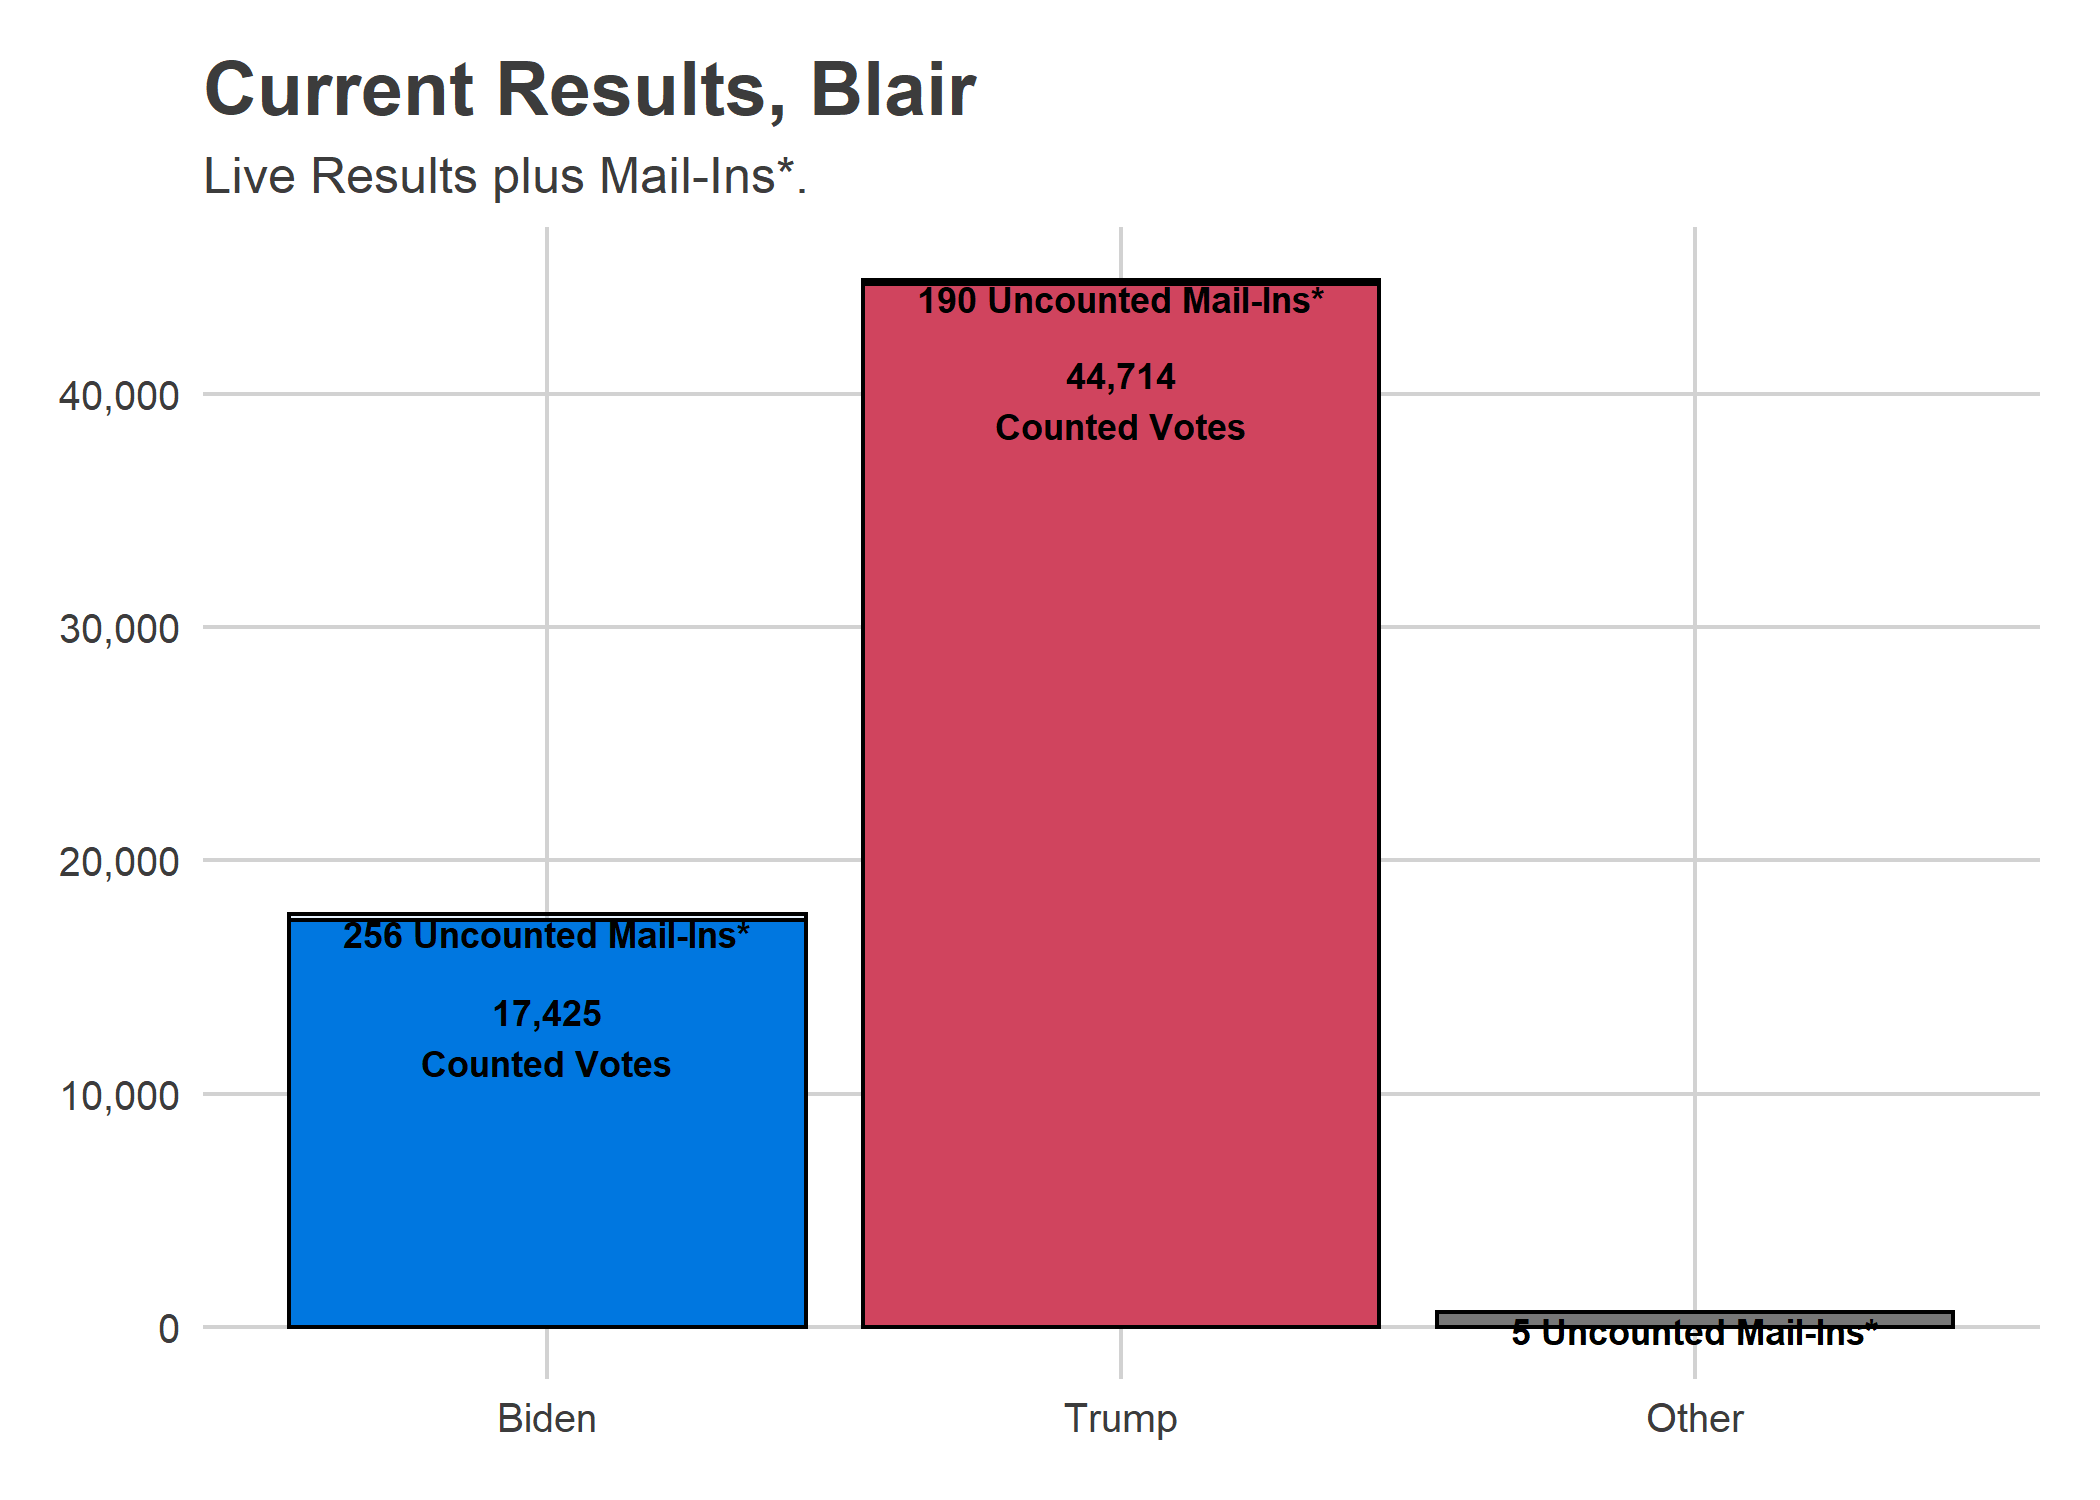 Current Results, Blair
Live Results plus Mail-Ins*.
40,000
30,000
20,000
10,000
0
256 Uncounted Mail-Ins*
17,425
Counted Votes
190 Uncounted Mail-Ins*
44,714
Counted Votes
5 Uncounted Mail-Ins*
Biden
Trump
Other